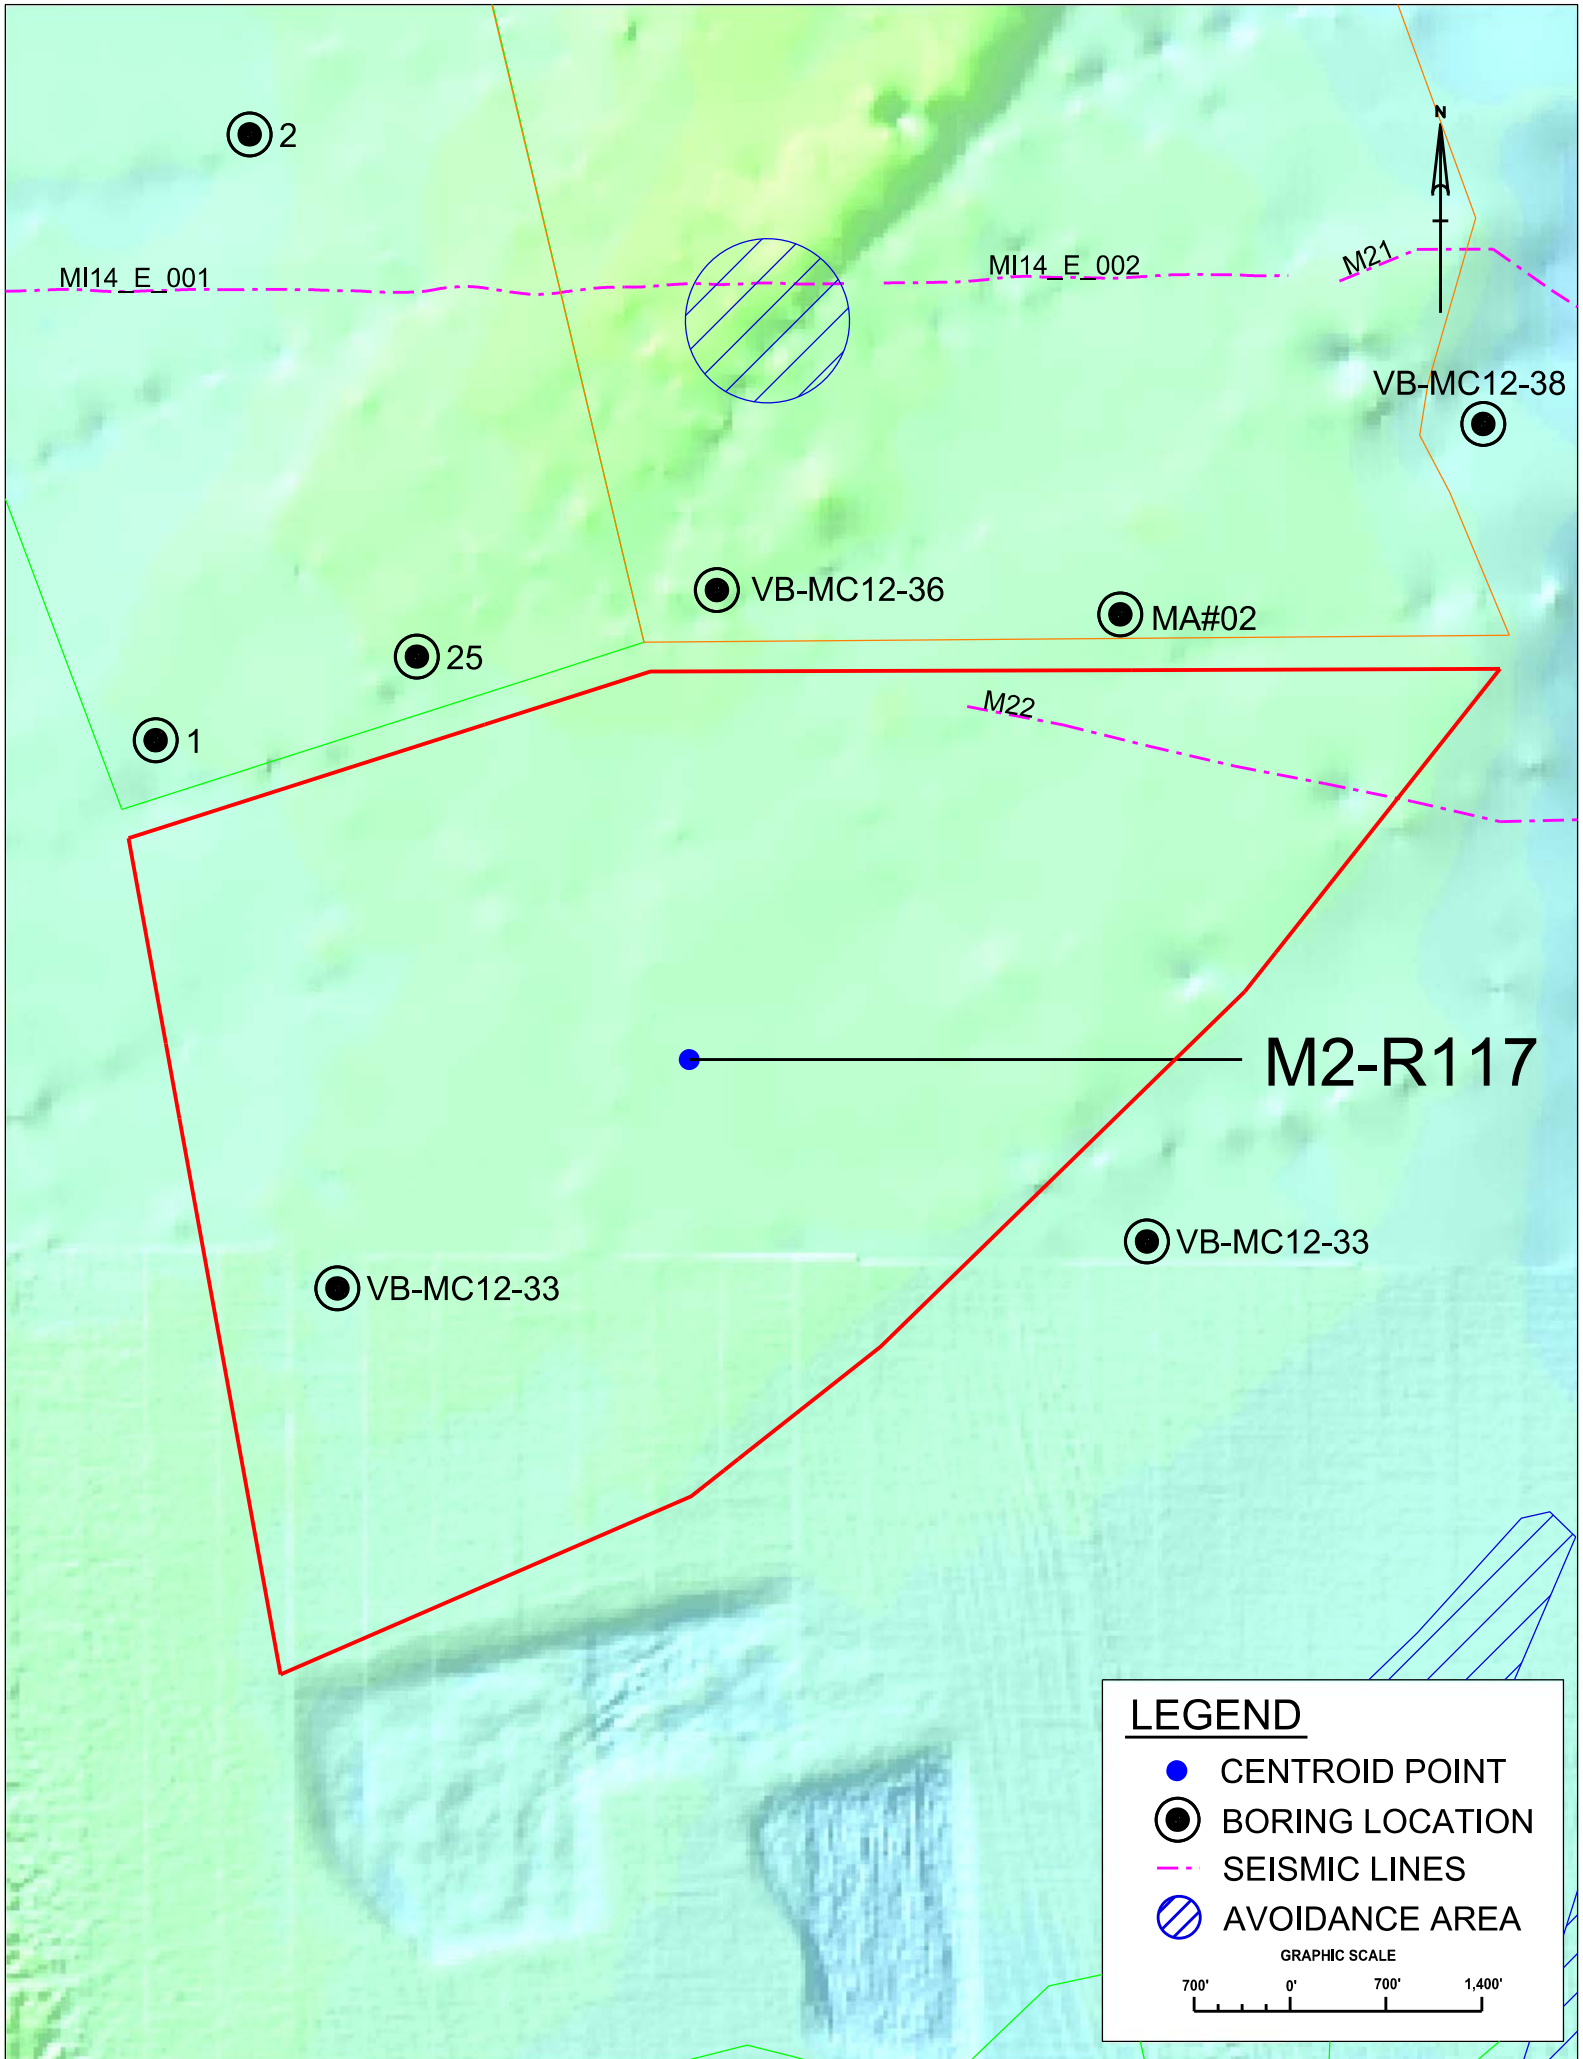 N
2
MI14_E_001
MI14_E_002
M21
VB-MC12-38
VB-MC12-36
MA#02
25
M22
1
M2-R117
VB-MC12-33
VB-MC12-33
LEGEND
CENTROID POINT
BORING LOCATION
SEISMIC LINES
AVOIDANCE AREA
GRAPHIC SCALE
700' 0' 700' 1,400'